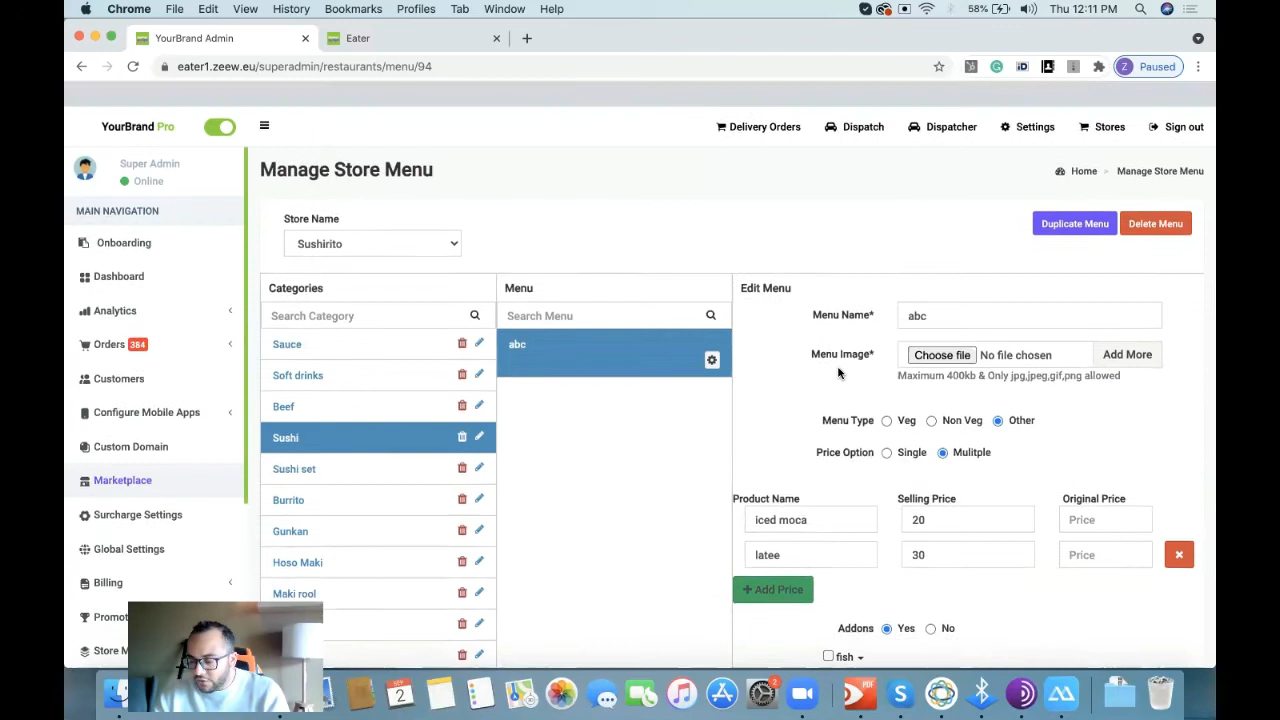 Chrome File Edit View History Bookmarks Profiles Tab Window Help 58% Thu 12:11 PM
YourBrand Admin Eater
eater1.zeew.eu/superadmin/restaurants/menu/94 Z Paused
YourBrand Pro Delivery Orders Dispatch Dispatcher Settings Stores Sign out
Super Admin
Online
Manage Store Menu
Home > Manage Store Menu
MAIN NAVIGATION
Onboarding
Dashboard
Analytics
Orders 384
Customers
Configure Mobile Apps
Custom Domain
Marketplace
Surcharge Settings
Global Settings
Billing
Promot
Store M
Store Name
Sushirito
Duplicate Menu Delete Menu
Categories
Search Category
Sauce
Soft drinks
Beef
Sushi
Sushi set
Burrito
Gunkan
Hoso Maki
Maki rool
Menu
Search Menu
abc
Edit Menu
Menu Name* abc
Menu Image* Choose file No file chosen Add More
Maximum 400kb & Only jpg,jpeg,gif,png allowed
Menu Type Veg Non Veg Other
Price Option Single Mulitple
Product Name Selling Price Original Price
iced moca 20 Price
latee 30 Price
+ Add Price
Addons Yes No
fish
SEP
2
2